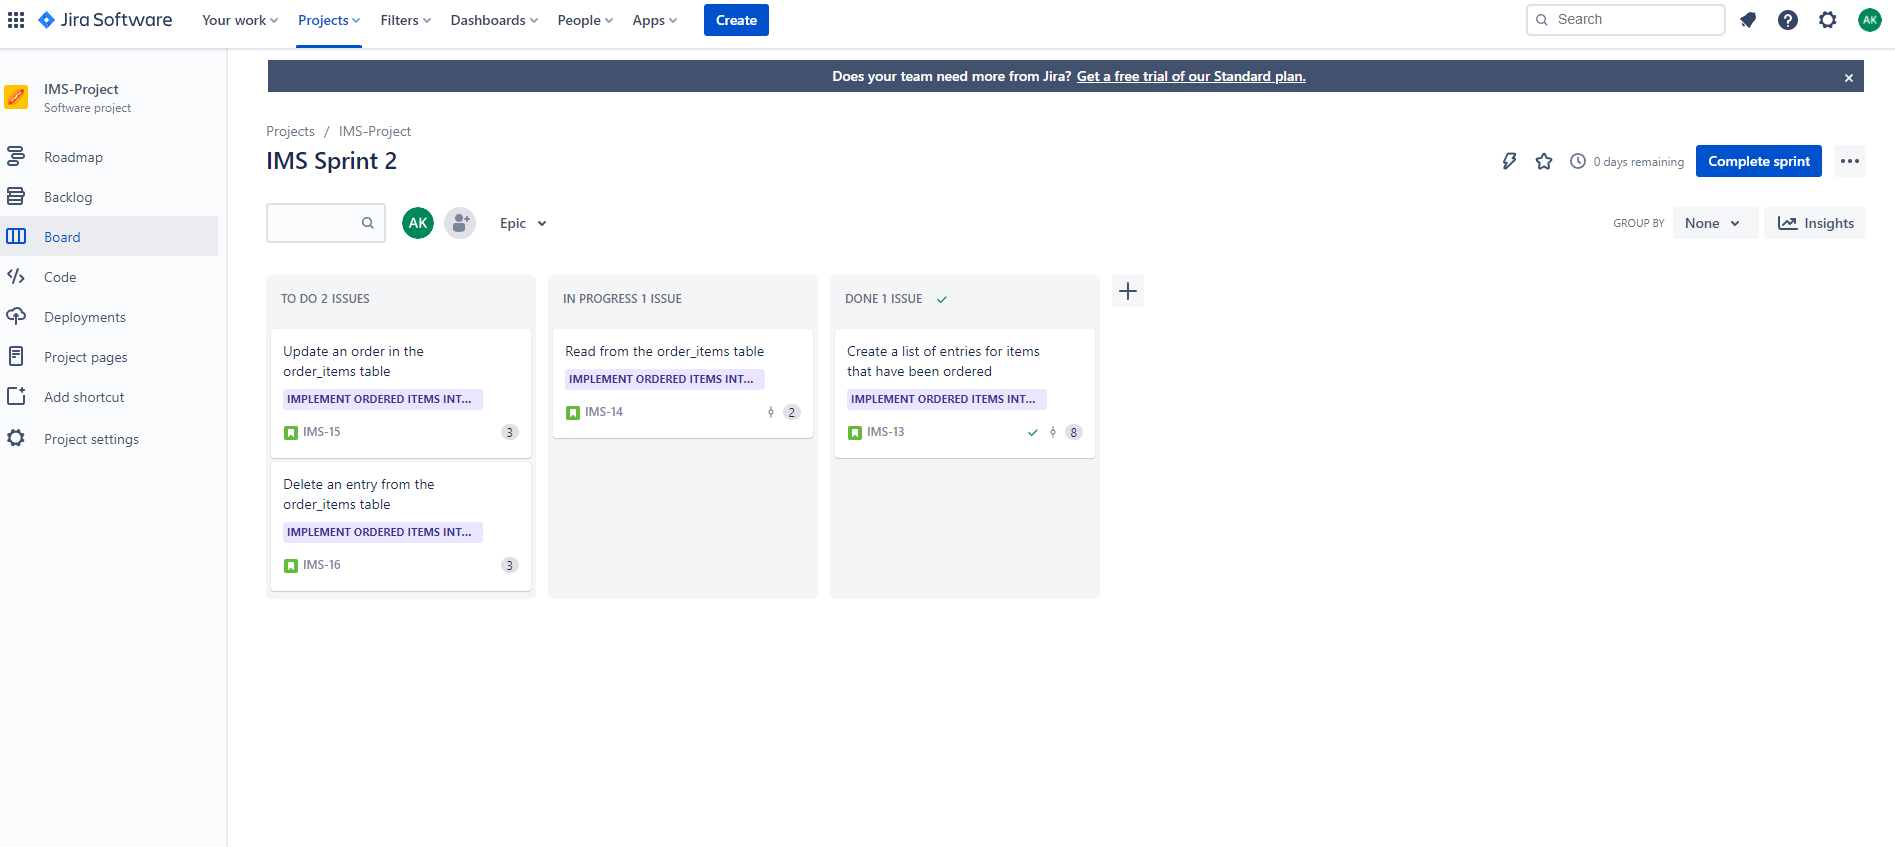 Jira Software
Your work
Projects
Filters
Dashboards
People
Apps
Create
Search
AK
IMS-Project
Software project
Roadmap
Backlog
Board
Code
Deployments
Project pages
Add shortcut
Project settings
Does your team need more from Jira? Get a free trial of our Standard plan.
Projects / IMS-Project
IMS Sprint 2
0 days remaining
Complete sprint
AK
Epic
GROUP BY
None
Insights
TO DO 2 ISSUES
Update an order in the
order_items table
IMPLEMENT ORDERED ITEMS INT...
IMS-15
3
Delete an entry from the
order_items table
IMPLEMENT ORDERED ITEMS INT...
IMS-16
3
IN PROGRESS 1 ISSUE
Read from the order_items table
IMPLEMENT ORDERED ITEMS INT...
IMS-14
2
DONE 1 ISSUE
Create a list of entries for items
that have been ordered
IMPLEMENT ORDERED ITEMS INT...
IMS-13
8